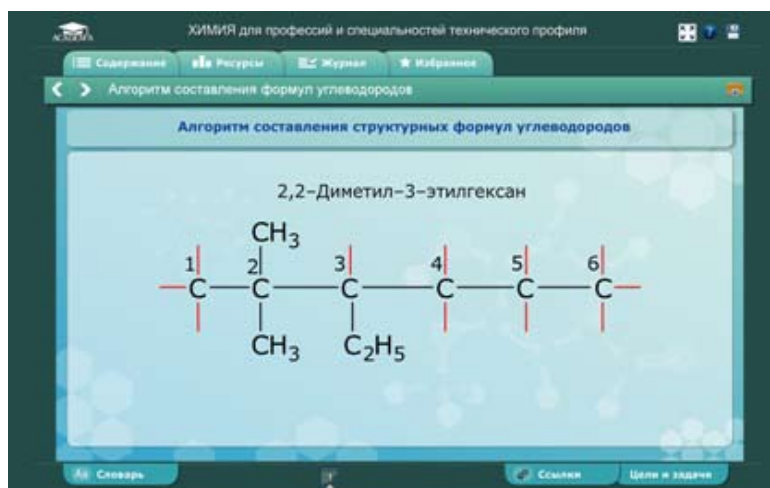 ACADEMA
ХИМИЯ для профессий и специальностей технического профиля
Содержание Ресурсы Журнал Избранное
Алгоритм составления формул углеводородов
Алгоритм составления структурных формул углеводородов
2,2–Диметил–3–этилгексан
CH3
1 2 3 4 5 6
C C C C C C
CH3 C2H5
Словарь Ссылки Цели и задачи